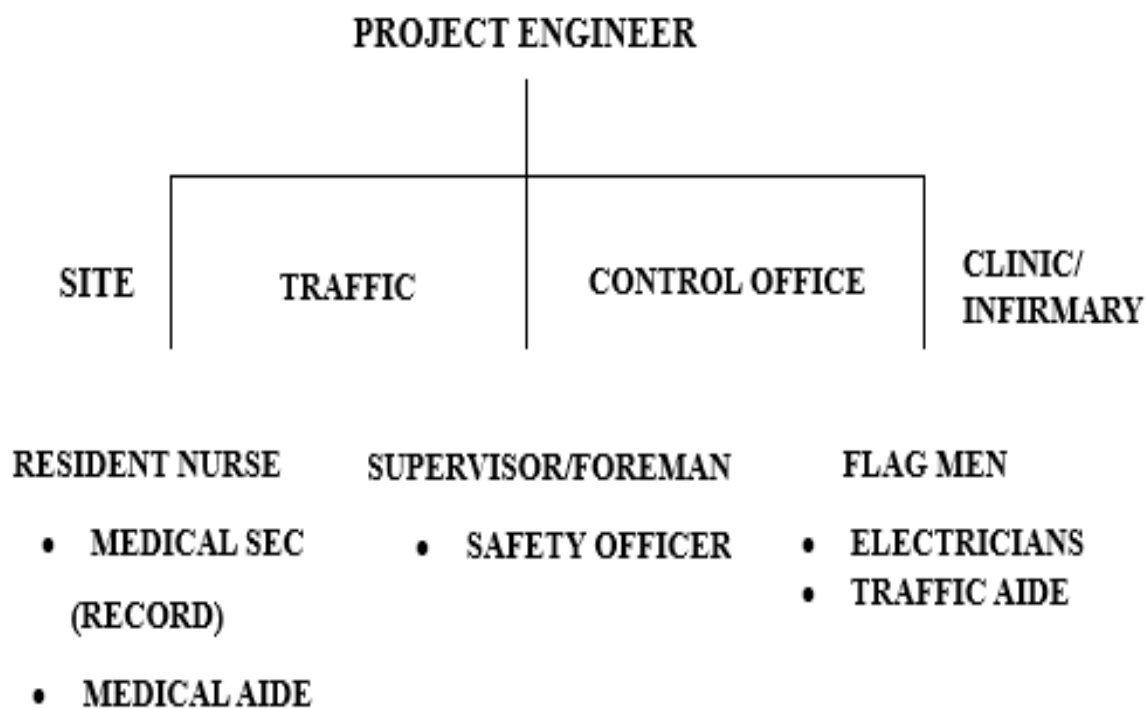 PROJECT ENGINEER
SITE TRAFFIC CONTROL OFFICE CLINIC/
INFIRMARY
RESIDENT NURSE SUPERVISOR/FOREMAN FLAG MEN
• MEDICAL SEC • SAFETY OFFICER • ELECTRICIANS
(RECORD) • TRAFFIC AIDE
• MEDICAL AIDE